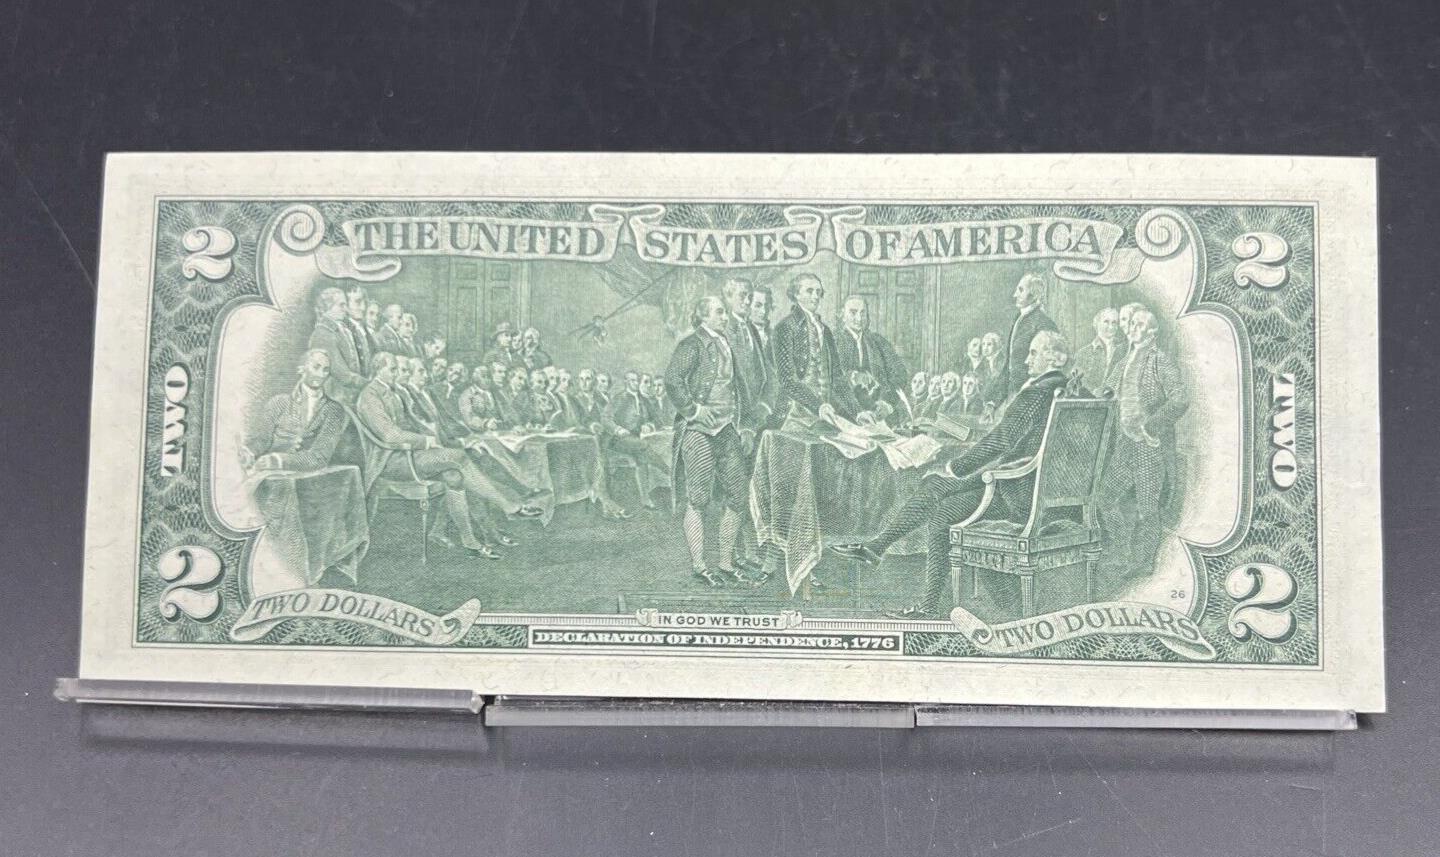 2 THE UNITED STATES OF AMERICA 2
TWO TWO
2 TWO DOLLARS IN GOD WE TRUST TWO DOLLARS 26 2
DECLARATION OF INDEPENDENCE, 1776